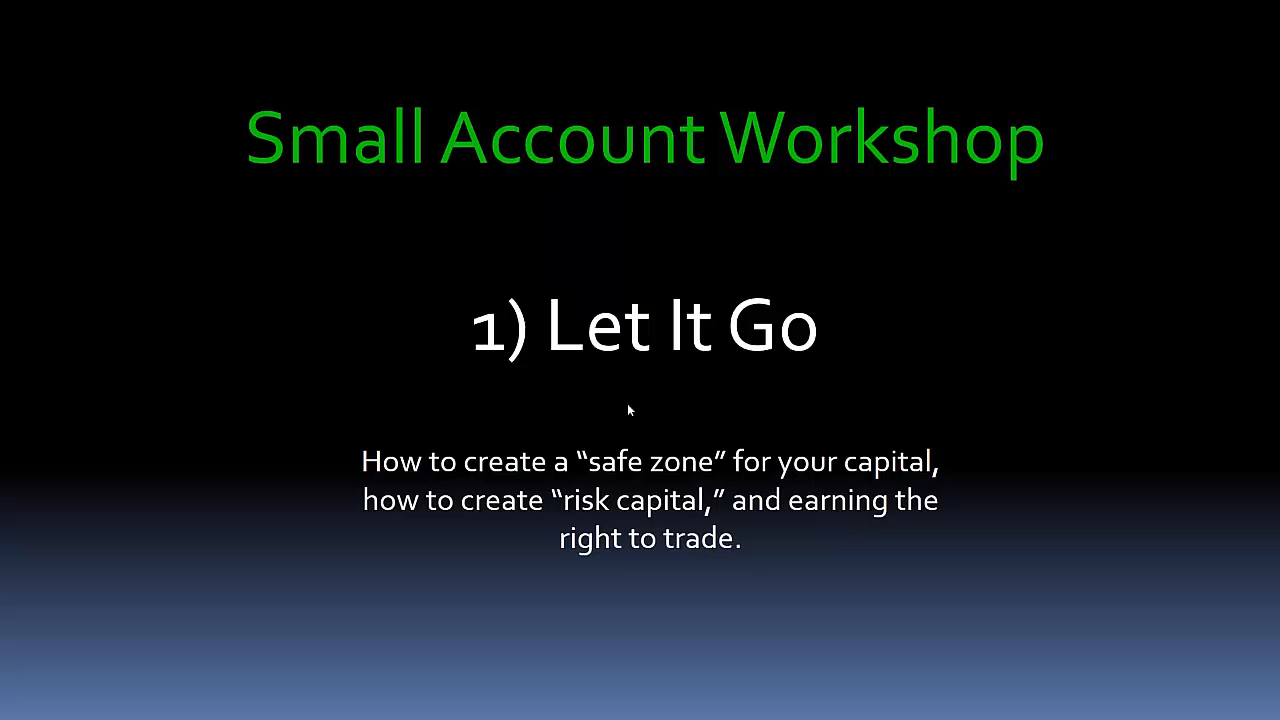 Small Account Workshop
1) Let It Go
How to create a “safe zone” for your capital,
how to create “risk capital,” and earning the
right to trade.